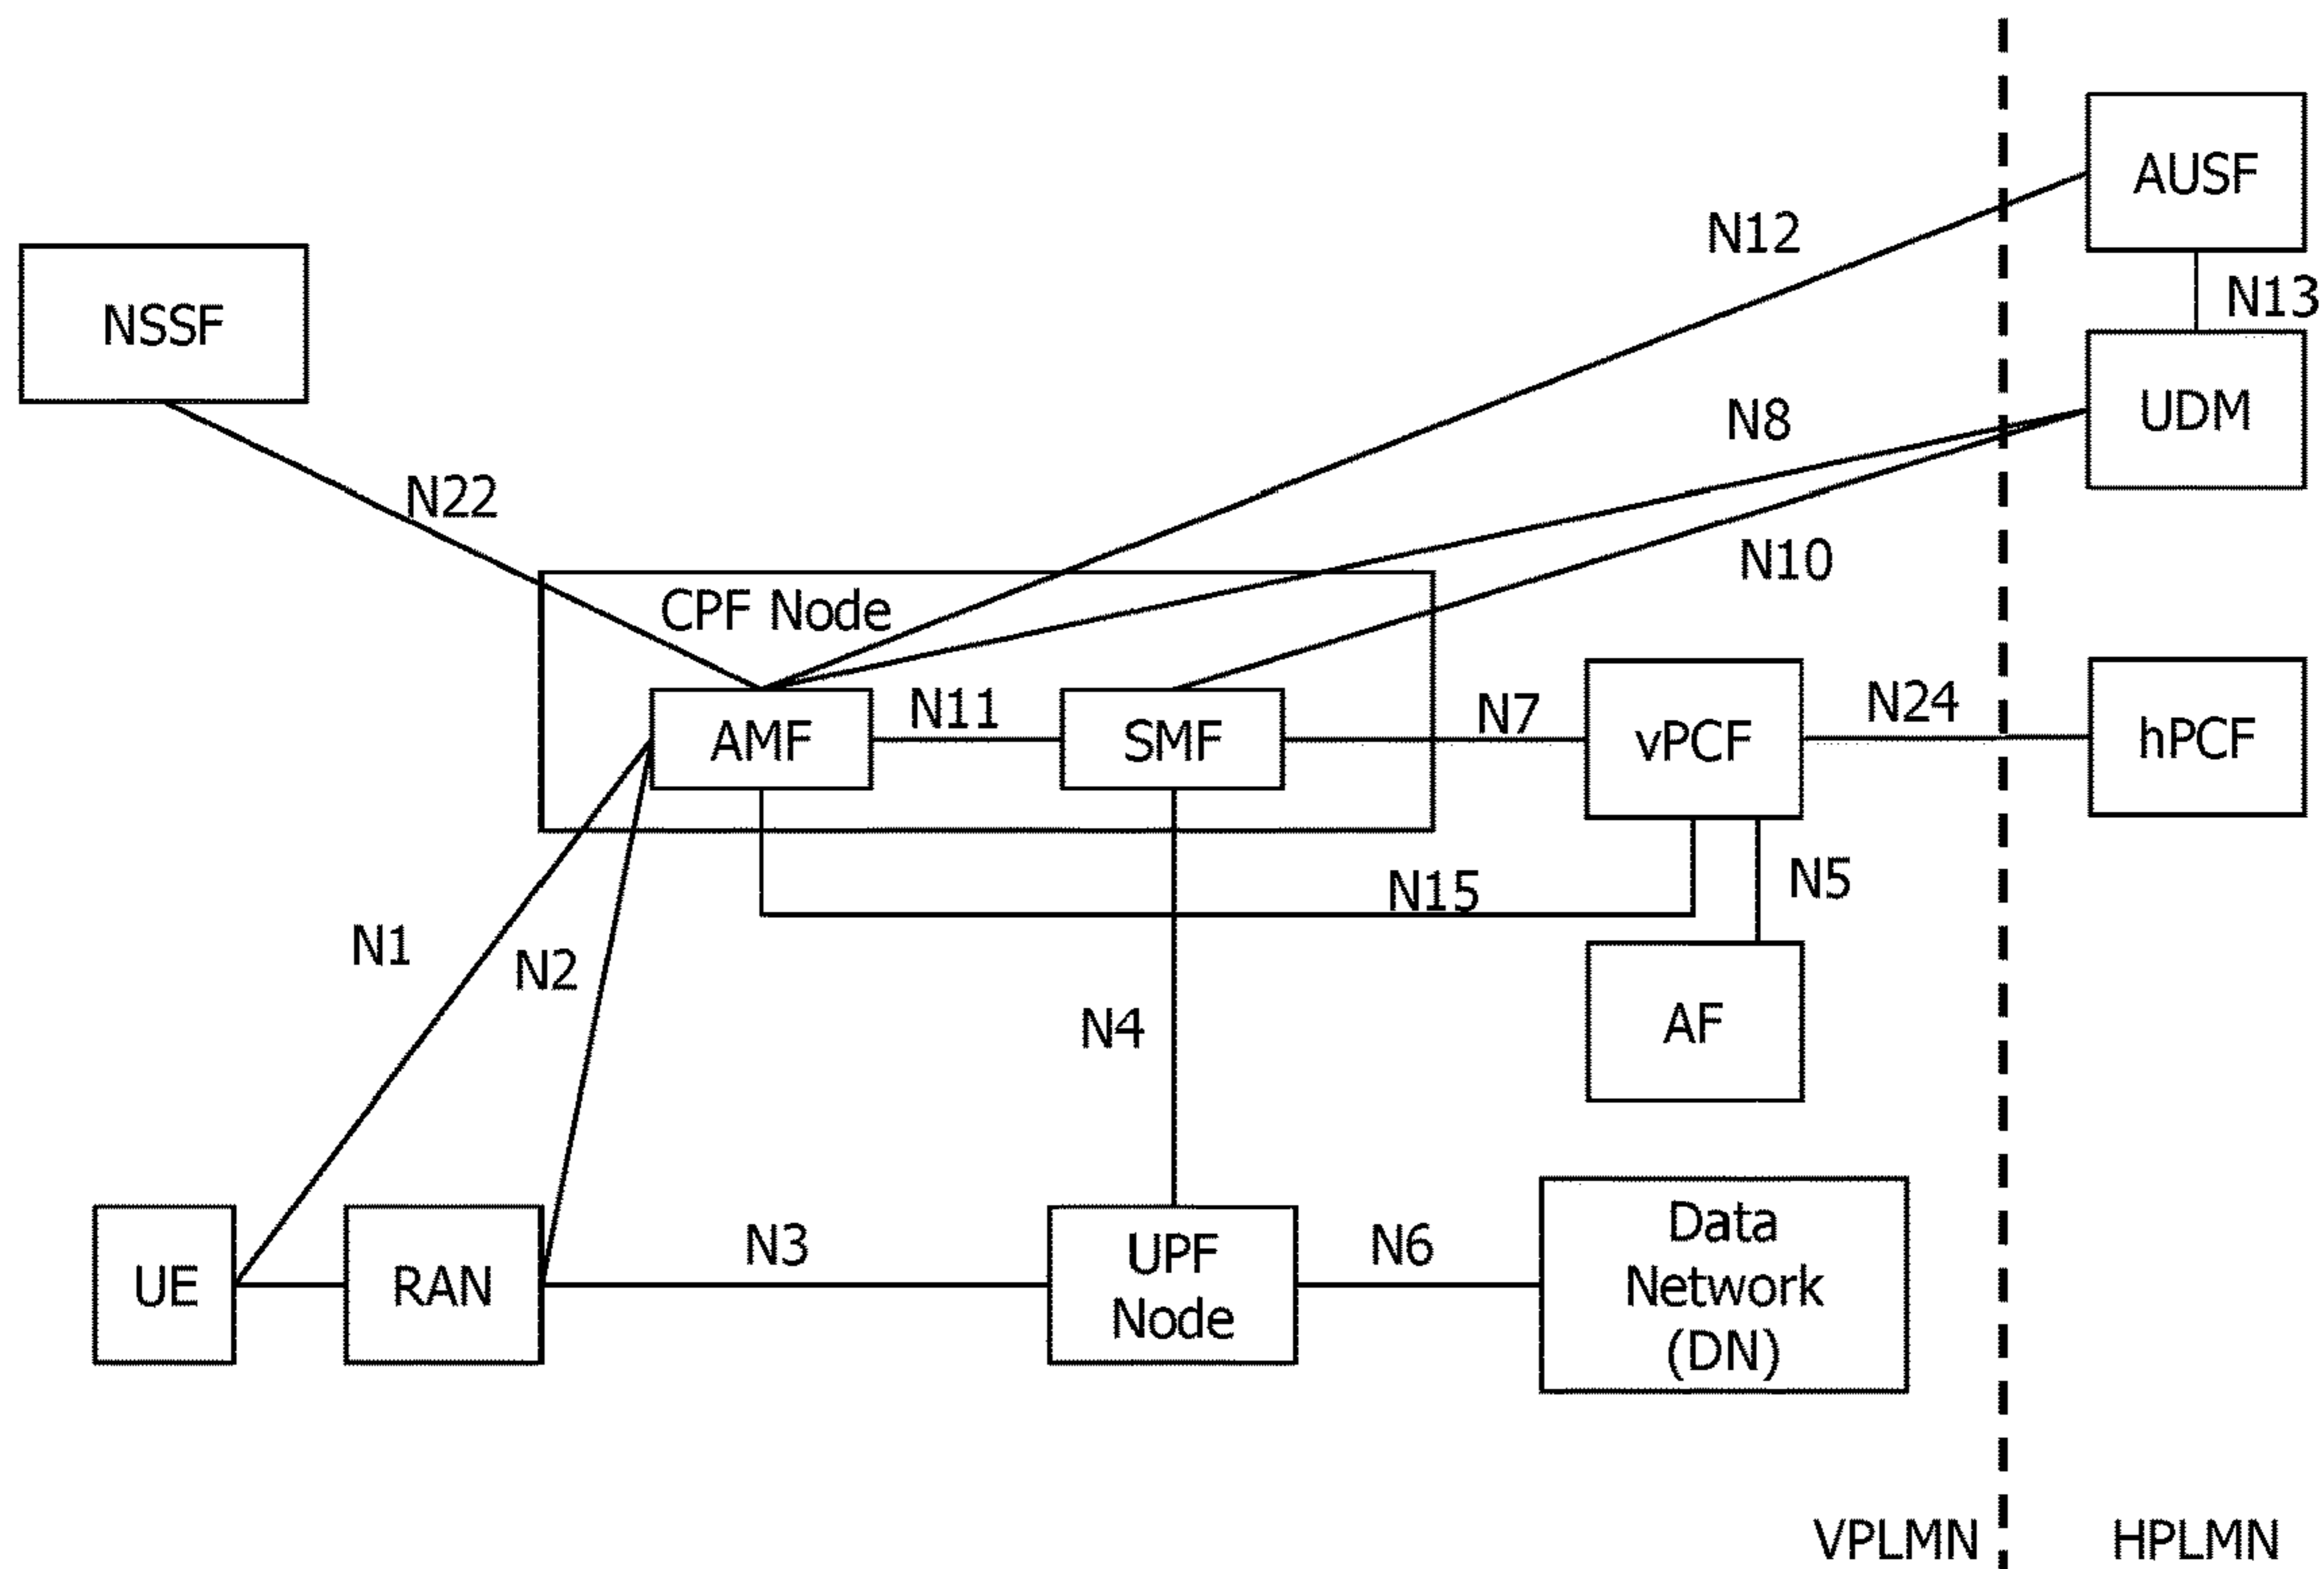 AUSF
N12
N13
NSSF
N8
UDM
N22
N10
CPF Node
AMF
N11
SMF
N7
vPCF
N24
hPCF
N15
N5
N1
N2
N4
AF
UE
RAN
N3
UPF
Node
N6
Data
Network
(DN)
VPLMN
HPLMN